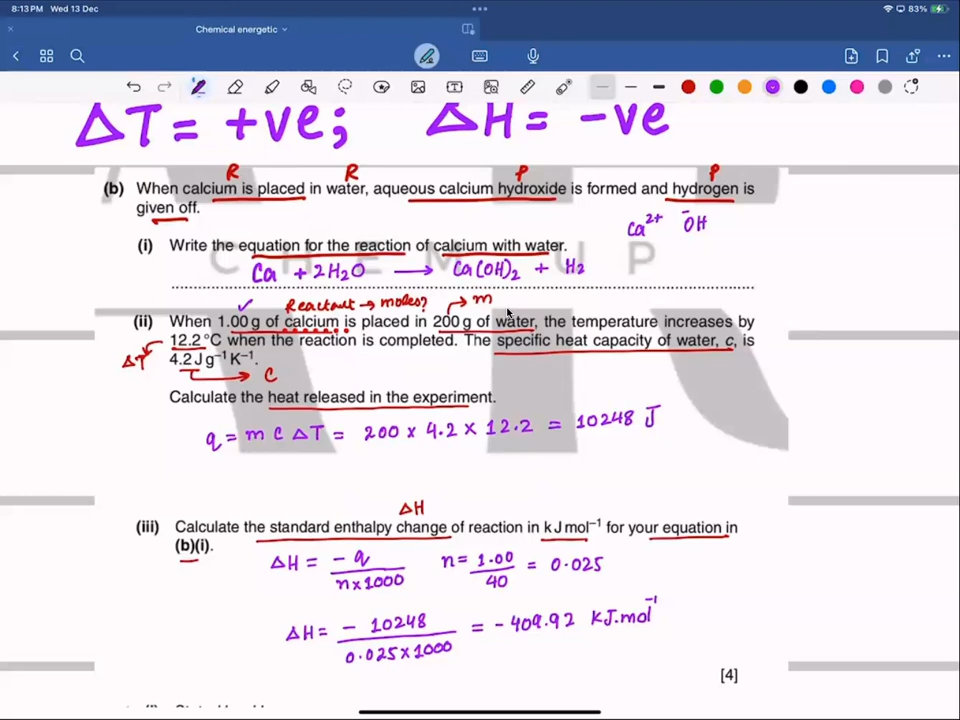 8:13 PM Wed 13 Dec
83%
Chemical energetic
ΔT = +ve; ΔH = -ve
R R P P
(b) When calcium is placed in water, aqueous calcium hydroxide is formed and hydrogen is
given off.
Ca²⁺ ⁻OH
(i) Write the equation for the reaction of calcium with water.
CHEM UP
Ca + 2H₂O ⟶ Ca(OH)₂ + H₂
✓ Reactant → moles? → m
(ii) When 1.00 g of calcium is placed in 200 g of water, the temperature increases by
12.2 °C when the reaction is completed. The specific heat capacity of water, c, is
ΔT
4.2 J g⁻¹ K⁻¹.
→ C
Calculate the heat released in the experiment.
q = m C ΔT = 200 × 4.2 × 12.2 = 10248 J
ΔH
(iii) Calculate the standard enthalpy change of reaction in kJ mol⁻¹ for your equation in
(b)(i).
ΔH = -q / n×1000 n = 1.00 / 40 = 0.025
ΔH = -10248 / 0.025×1000 = -409.92 KJ.mol⁻¹
[4]